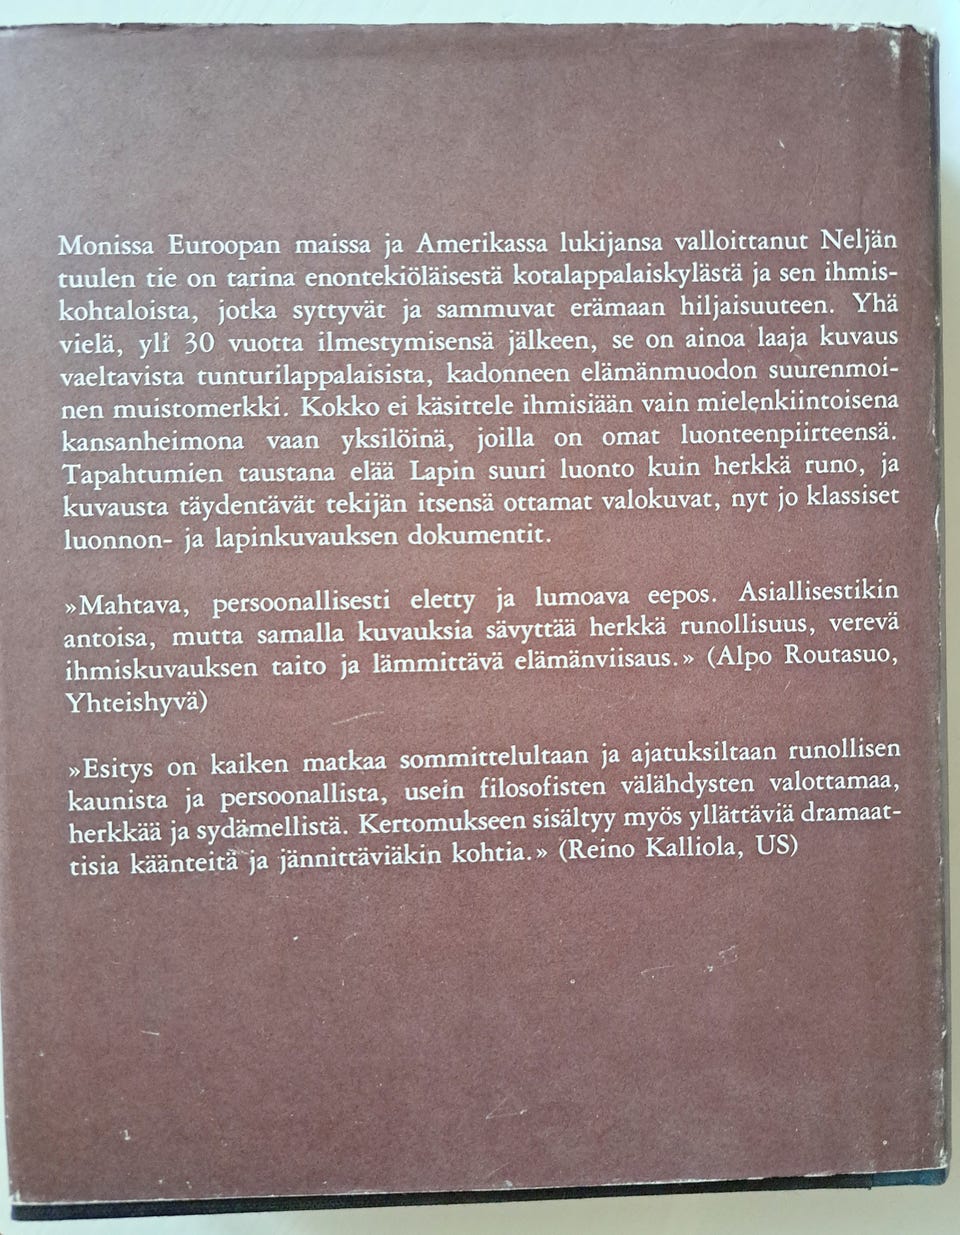 Monissa Euroopan maissa ja Amerikassa lukijansa valloittanut Neljän
tuulen tie on tarina enontekiöläisestä kotalappalaiskylästä ja sen ihmis-
kohtaloista, jotka syttyvät ja sammuvat erämaan hiljaisuuteen. Yhä
vielä, yli 30 vuotta ilmestymisensä jälkeen, se on ainoa laaja kuvaus
vaeltavista tunturilappalaisista, kadonneen elämänmuodon suurenmoi-
nen muistomerkki. Kokko ei käsittele ihmisiään vain mielenkiintoisena
kansanheimona vaan yksilöinä, joilla on omat luonteenpiirteensä.
Tapahtumien taustana elää Lapin suuri luonto kuin herkkä runo, ja
kuvausta täydentävät tekijän itsensä ottamat valokuvat, nyt jo klassiset
luonnon- ja lapinkuvauksen dokumentit.
»Mahtava, persoonallisesti eletty ja lumoava eepos. Asiallisestikin
antoisa, mutta samalla kuvauksia sävyttää herkkä runollisuus, verevä
ihmiskuvauksen taito ja lämmittävä elämänviisaus.» (Alpo Routasuo,
Yhteishyvä)
»Esitys on kaiken matkaa sommittelultaan ja ajatuksiltaan runollisen
kaunista ja persoonallista, usein filosofisten välähdysten valottamaa,
herkkää ja sydämellistä. Kertomukseen sisältyy myös yllättäviä dramaat-
tisia käänteitä ja jännittäviäkin kohtia.» (Reino Kalliola, US)